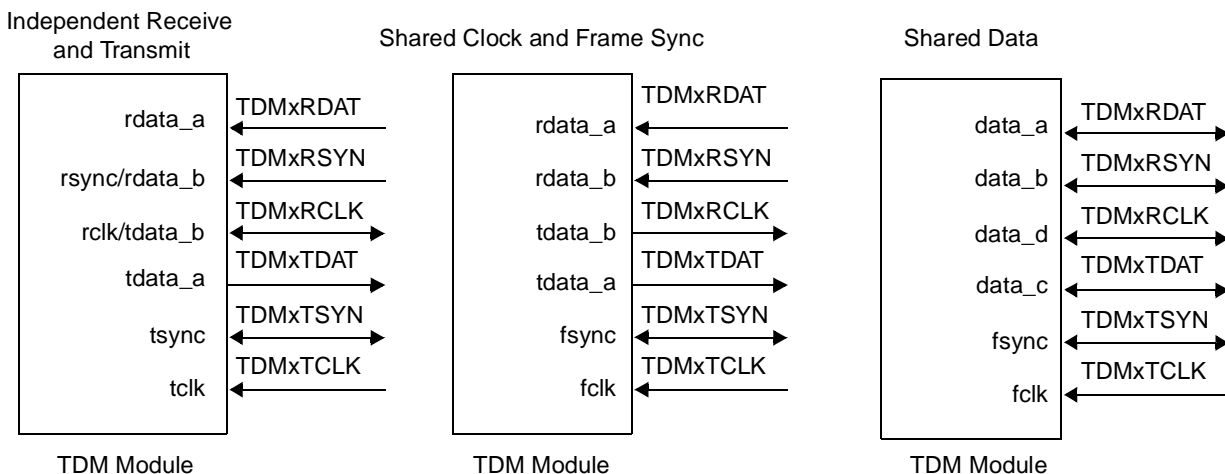 Independent Receive
and Transmit
rdata_a
TDMxRDAT
rsync/rdata_b
TDMxRSYN
rclk/tdata_b
TDMxRCLK
tdata_a
TDMxTDAT
tsync
TDMxTSYN
tclk
TDMxTCLK
TDM Module
Shared Clock and Frame Sync
rdata_a
TDMxRDAT
rdata_b
TDMxRSYN
tdata_b
TDMxRCLK
tdata_a
TDMxTDAT
fsync
TDMxTSYN
fclk
TDMxTCLK
TDM Module
Shared Data
data_a
TDMxRDAT
data_b
TDMxRSYN
data_d
TDMxRCLK
data_c
TDMxTDAT
fsync
TDMxTSYN
fclk
TDMxTCLK
TDM Module